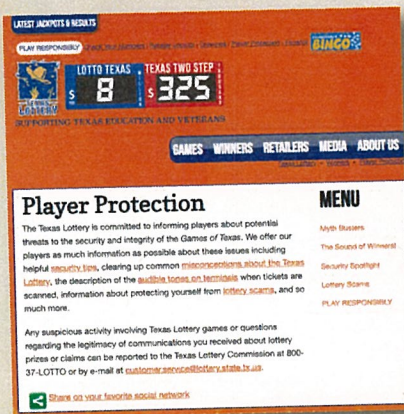 LATEST JACKPOTS & RESULTS
PLAY RESPONSIBLY
BINGO
LOTTO TEXAS
$ 8
TEXAS TWO STEP
$ 325
TEXAS
LOTTERY
SUPPORTING TEXAS EDUCATION AND VETERANS
GAMES WINNERS RETAILERS MEDIA ABOUT US
Player Protection
The Texas Lottery is committed to informing players about potential
threats to the security and integrity of the Games of Texas. We offer our
players as much information as possible about these issues including
helpful security tips, clearing up common misconceptions about the Texas
Lottery, the description of the audible tones on terminals when tickets are
scanned, information about protecting yourself from lottery scams, and so
much more.
Any suspicious activity involving Texas Lottery games or questions
regarding the legitimacy of communications you received about lottery
prizes or claims can be reported to the Texas Lottery Commission at 800-
37-LOTTO or by e-mail at customer.service@lottery.state.tx.us.
Share on your favorite social network
MENU
Myth Busters
The Sound of Winners!
Security Spotlight
Lottery Scams
PLAY RESPONSIBLY